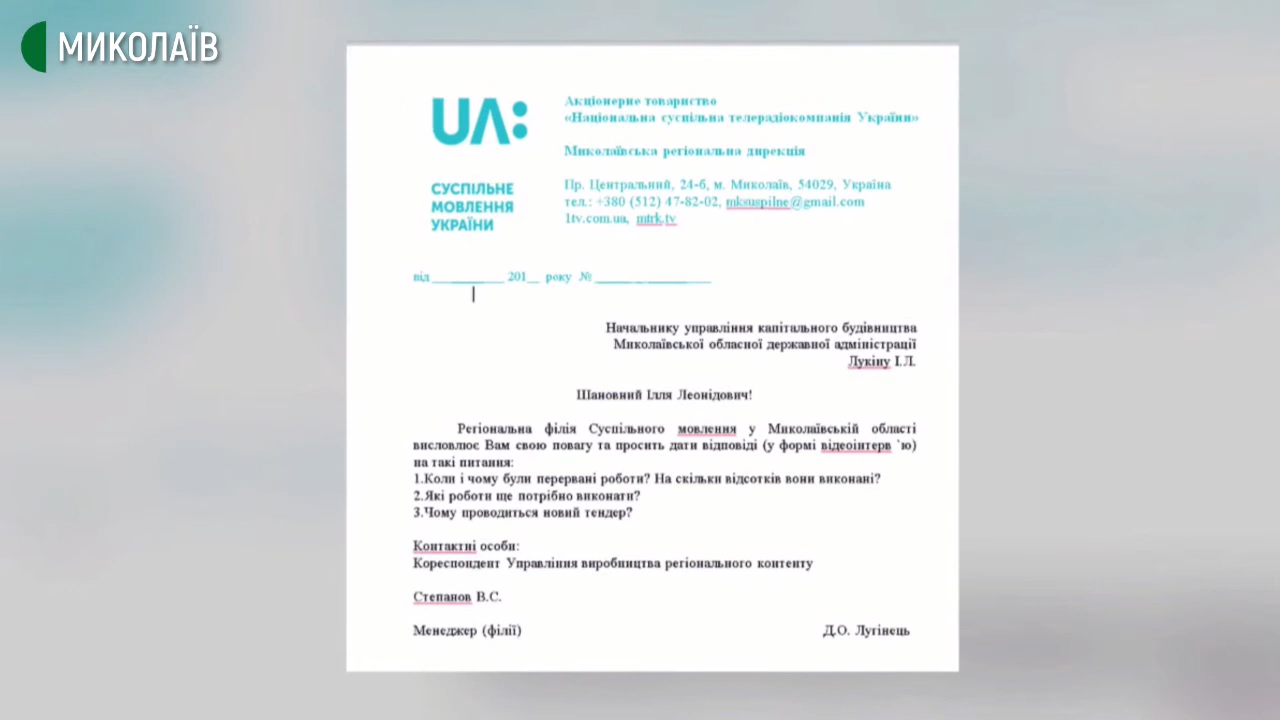 МИКОЛАЇВ
UA:
СУСПІЛЬНЕ
МОВЛЕННЯ
УКРАЇНИ
Акціонерне товариство
«Національна суспільна телерадіокомпанія України»
Миколаївська регіональна дирекція
Пр. Центральний, 24-б, м. Миколаїв, 54029, Україна
тел.: +380 (512) 47-82-02, mksuspilne@gmail.com
1tv.com.ua, mtrk.tv
від ___________ 201__ року № __________________
Начальнику управління капітального будівництва
Миколаївської обласної державної адміністрації
Лукіну І.Л.
Шановний Ілля Леонідович!
Регіональна філія Суспільного мовлення у Миколаївській області
висловлює Вам свою повагу та просить дати відповіді (у формі відеоінтерв `ю)
на такі питання:
1.Коли і чому були перервані роботи? На скільки відсотків вони виконані?
2.Які роботи ще потрібно виконати?
3.Чому проводиться новий тендер?
Контактні особи:
Кореспондент Управління виробництва регіонального контенту
Степанов В.С.
Менеджер (філії) Д.О. Лугінець